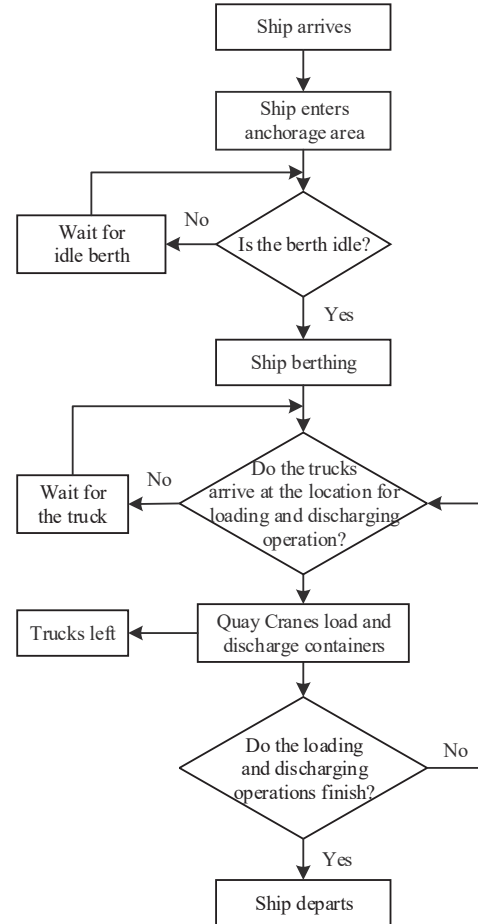 Ship arrives
Ship enters
anchorage area
No
Wait for
idle berth
Is the berth idle?
Yes
Ship berthing
No
Wait for
the truck
Do the trucks
arrive at the location for
loading and discharging
operation?
Trucks left
Quay Cranes load and
discharge containers
Do the loading
and discharging
operations finish?
No
Yes
Ship departs